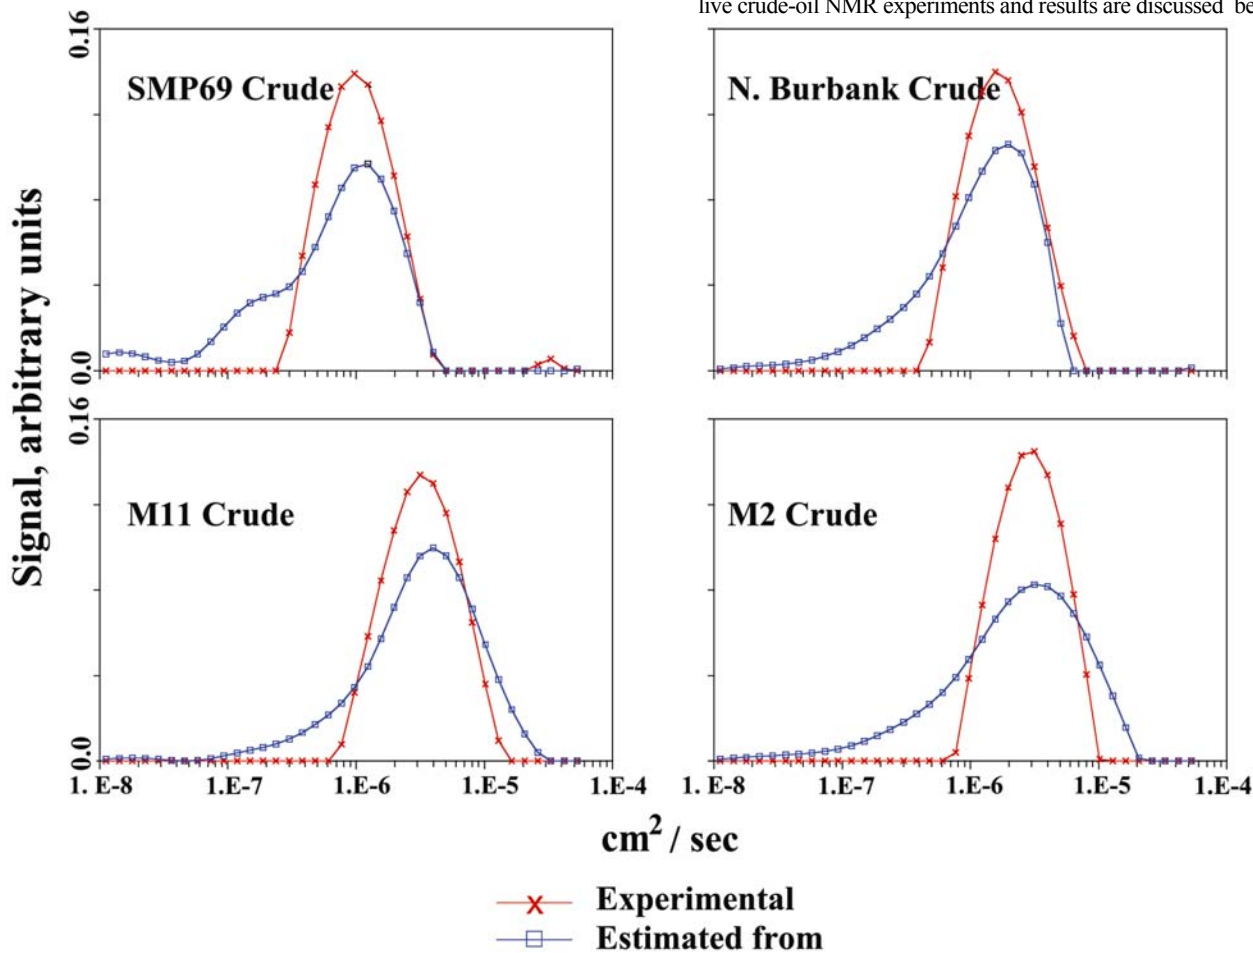 live crude-oil NMR experiments and results are discussed be
0.16
SMP69 Crude
N. Burbank Crude
0.0
Signal, arbitrary units
0.16
M11 Crude
M2 Crude
0.0
1.E-8 1.E-7 1.E-6 1.E-5 1.E-4 1.E-8 1.E-7 1.E-6 1.E-5 1.E-4
cm² / sec
Experimental
Estimated from